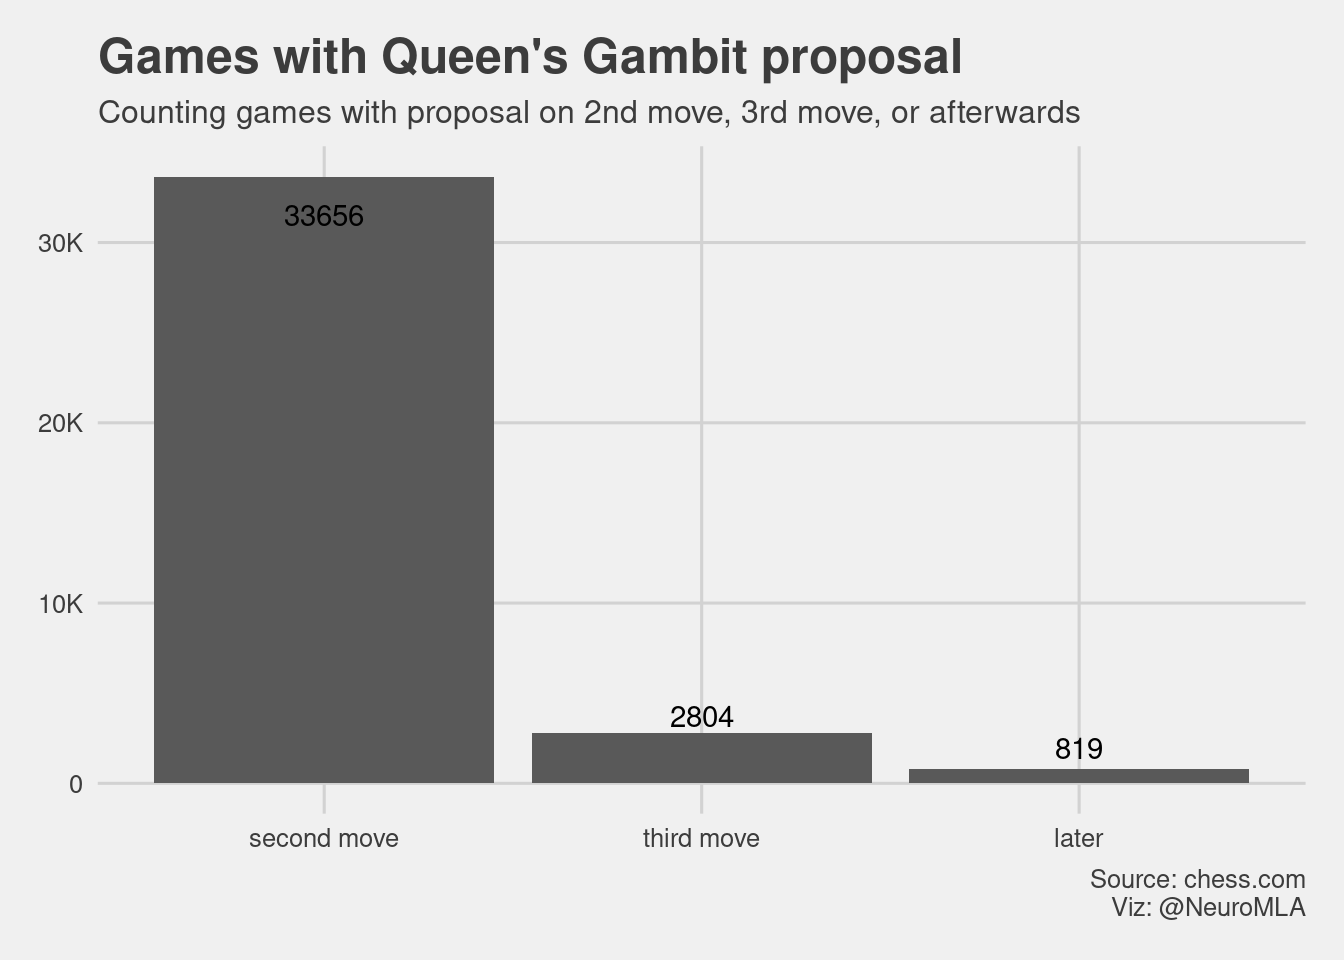 Games with Queen's Gambit proposal
Counting games with proposal on 2nd move, 3rd move, or afterwards
33656
30K
20K
10K
2804
819
0
second move third move later
Source: chess.com
Viz: @NeuroMLA